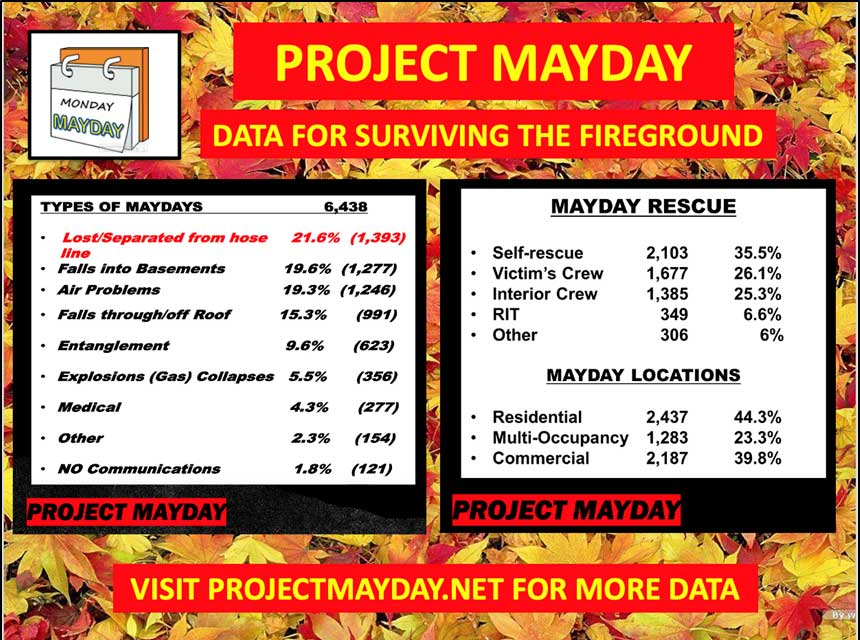 MONDAY
MAYDAY
PROJECT MAYDAY
DATA FOR SURVIVING THE FIREGROUND
TYPES OF MAYDAYS 6,438
• Lost/Separated from hose line 21.6% (1,393)
• Falls into Basements 19.6% (1,277)
• Air Problems 19.3% (1,246)
• Falls through/off Roof 15.3% (991)
• Entanglement 9.6% (623)
• Explosions (Gas) Collapses 5.5% (356)
• Medical 4.3% (277)
• Other 2.3% (154)
• NO Communications 1.8% (121)
PROJECT MAYDAY
MAYDAY RESCUE
• Self-rescue 2,103 35.5%
• Victim's Crew 1,677 26.1%
• Interior Crew 1,385 25.3%
• RIT 349 6.6%
• Other 306 6%
MAYDAY LOCATIONS
• Residential 2,437 44.3%
• Multi-Occupancy 1,283 23.3%
• Commercial 2,187 39.8%
PROJECT MAYDAY
VISIT PROJECTMAYDAY.NET FOR MORE DATA
By